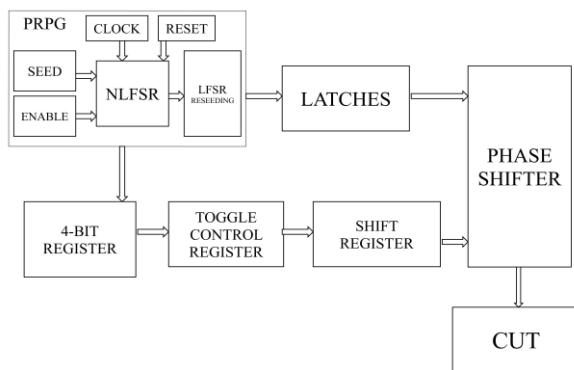 PRPG
CLOCK
RESET
SEED
ENABLE
NLFSR
LFSR
RESEEDING
LATCHES
PHASE
SHIFTER
4-BIT
REGISTER
TOGGLE
CONTROL
REGISTER
SHIFT
REGISTER
CUT